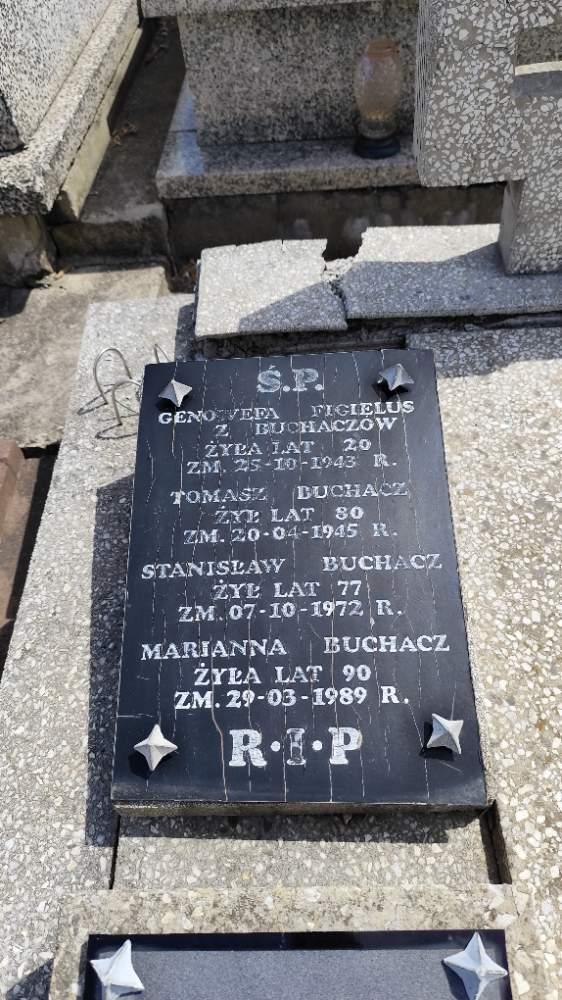 Ś.P.
GENOWEFA FIGIELUS
Z BUCHACZÓW
ŻYŁA LAT 20
ZM. 25-10-1943 R.
TOMASZ BUCHACZ
ŻYŁ LAT 80
ZM. 20-04-1945 R.
STANISŁAW BUCHACZ
ŻYŁ LAT 77
ZM. 07-10-1972 R.
MARIANNA BUCHACZ
ŻYŁA LAT 90
ZM. 29-03-1989 R.
R·I·P